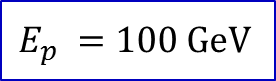 E_p = 100 GeV